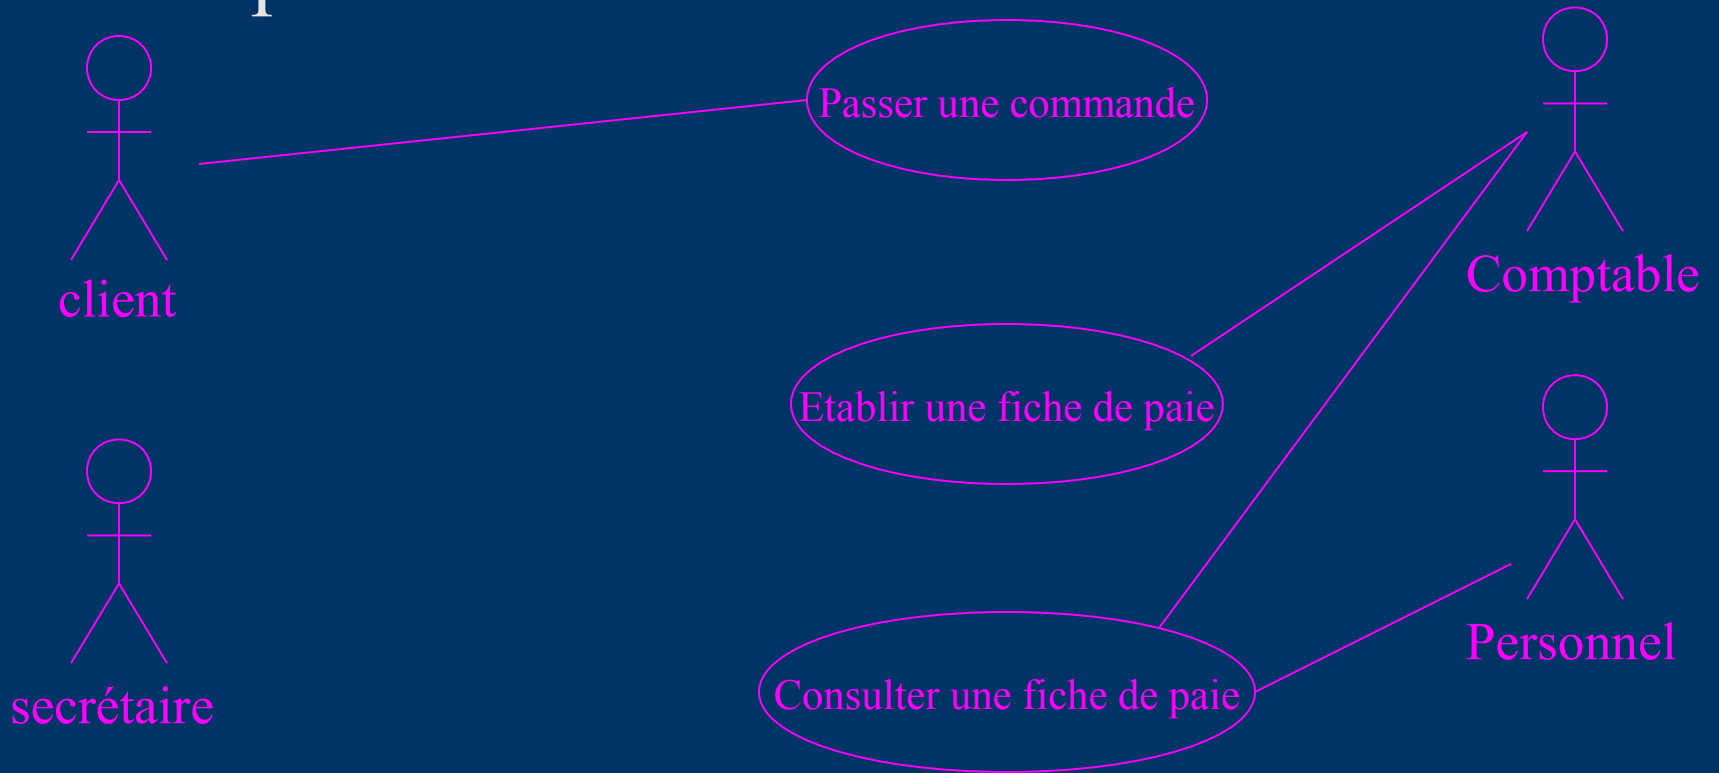 Passer une commande
client
Comptable
Etablir une fiche de paie
Personnel
secrétaire
Consulter une fiche de paie